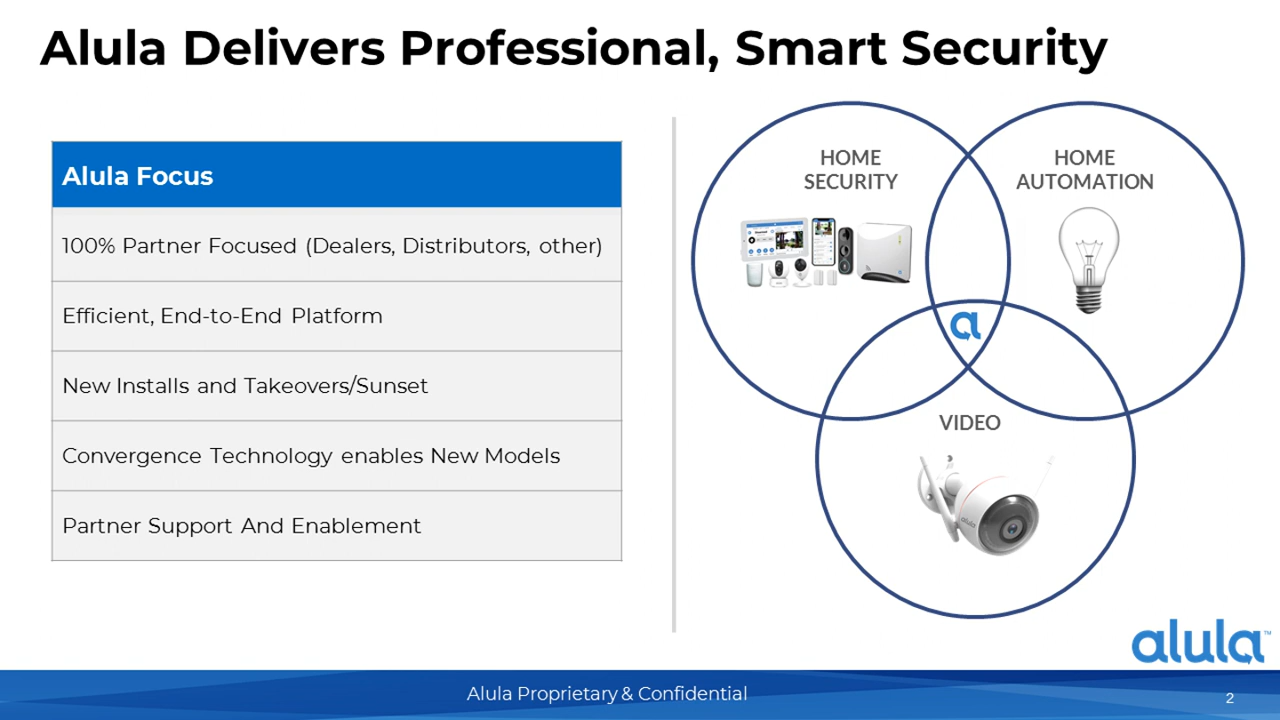 Alula Delivers Professional, Smart Security
Alula Focus
100% Partner Focused (Dealers, Distributors, other)
Efficient, End-to-End Platform
New Installs and Takeovers/Sunset
Convergence Technology enables New Models
Partner Support And Enablement
HOME
SECURITY
HOME
AUTOMATION
a
VIDEO
alula
alula™
Alula Proprietary & Confidential
2